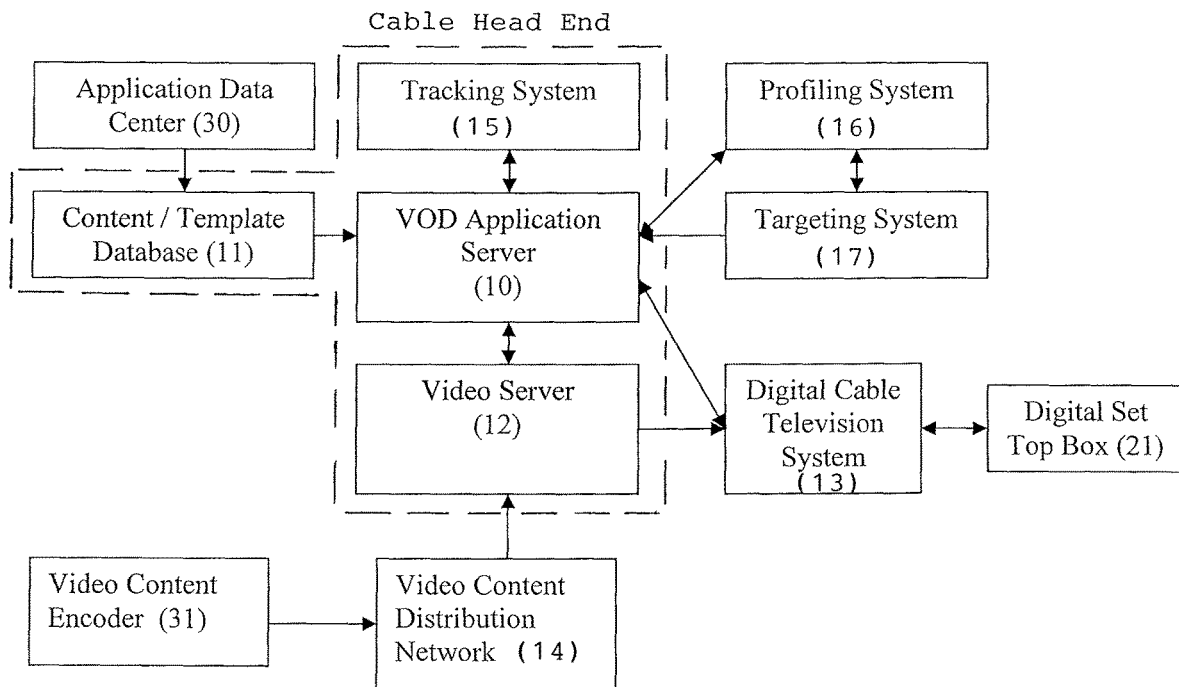 Cable Head End
Application Data
Center (30)
Tracking System
(15)
Profiling System
(16)
Content / Template
Database (11)
VOD Application
Server
(10)
Targeting System
(17)
Video Server
(12)
Digital Cable
Television
System
(13)
Digital Set
Top Box (21)
Video Content
Encoder (31)
Video Content
Distribution
Network (14)